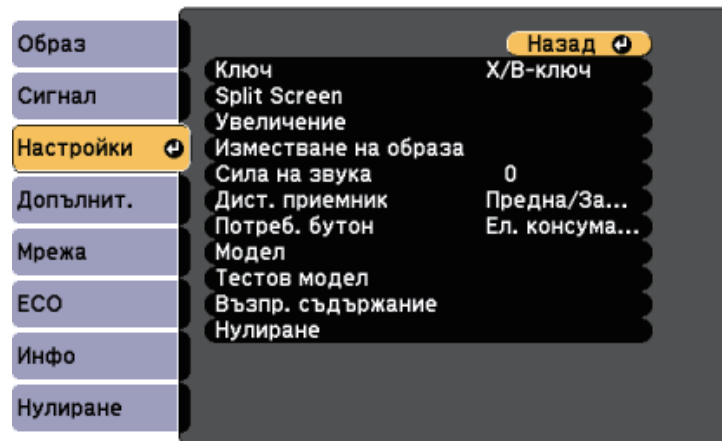 Образ
Сигнал
Настройки
Допълнит.
Мрежа
ECO
Инфо
Нулиране
Назад
Ключ Х/В-ключ
Split Screen
Увеличение
Изместване на образа
Сила на звука 0
Дист. приемник Предна/За...
Потреб. бутон Ел. консума...
Модел
Тестов модел
Възпр. съдържание
Нулиране